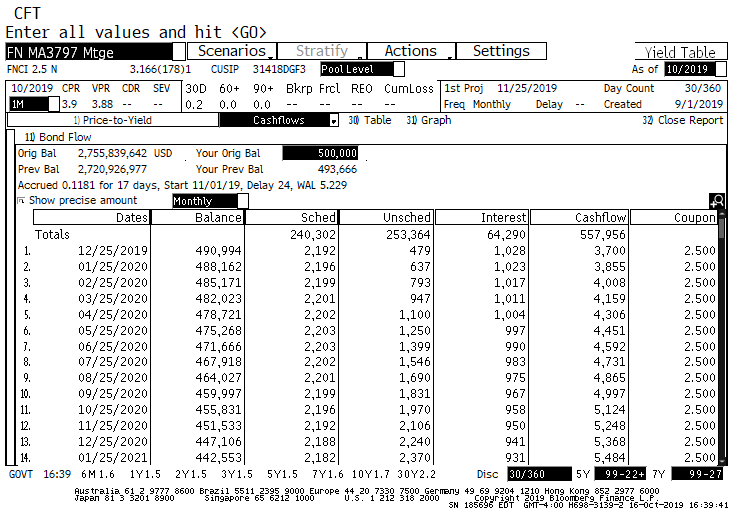 CFT
Enter all values and hit <GO>
FN MA3797 Mtge Scenarios Stratify Actions Settings Yield Table
FNCI 2.5 N 3.166(178)1 CUSIP 31418DGF3 Pool Level As of 10/2019
10/2019 CPR VPR CDR SEV 30D 60+ 90+ Bkrp Frcl REO CumLoss 1st Proj 11/25/2019 Day Count 30/360
1M 3.9 3.88 -- -- 0.2 0.0 0.0 -- -- -- -- Freq Monthly Delay -- Created 9/1/2019
1) Price-to-Yield Cashflows 30) Table 31) Graph 32) Close Report
11) Bond Flow
Orig Bal 2,755,839,642 USD Your Orig Bal 500,000
Prev Bal 2,720,926,977 Your Prev Bal 493,666
Accrued 0.1181 for 17 days, Start 11/01/19, Delay 24, WAL 5.229
Show precise amount Monthly
Dates Balance Sched Unsched Interest Cashflow Coupon
Totals 240,302 253,364 64,290 557,956
1. 12/25/2019 490,994 2,192 479 1,028 3,700 2.500
2. 01/25/2020 488,162 2,196 637 1,023 3,855 2.500
3. 02/25/2020 485,171 2,199 793 1,017 4,008 2.500
4. 03/25/2020 482,023 2,201 947 1,011 4,159 2.500
5. 04/25/2020 478,721 2,202 1,100 1,004 4,306 2.500
6. 05/25/2020 475,268 2,203 1,250 997 4,451 2.500
7. 06/25/2020 471,666 2,203 1,399 990 4,592 2.500
8. 07/25/2020 467,918 2,202 1,546 983 4,731 2.500
9. 08/25/2020 464,027 2,201 1,690 975 4,865 2.500
10. 09/25/2020 459,997 2,199 1,831 967 4,997 2.500
11. 10/25/2020 455,831 2,196 1,970 958 5,124 2.500
12. 11/25/2020 451,533 2,192 2,106 950 5,248 2.500
13. 12/25/2020 447,106 2,188 2,240 941 5,368 2.500
14. 01/25/2021 442,553 2,182 2,370 931 5,484 2.500
GOVT 16:39 6M 1.6 1Y 1.5 2Y 1.5 3Y 1.5 5Y 1.5 7Y 1.6 10Y 1.7 30Y 2.2 Disc 30/360 5Y 99-22+ 7Y 99-27
Australia 61 2 9777 8600 Brazil 5511 2395 9000 Europe 44 20 7330 7500 Germany 49 69 9204 1210 Hong Kong 852 2977 6000
Japan 81 3 3201 8900 Singapore 65 6212 1000 U.S. 1 212 318 2000 Copyright 2019 Bloomberg Finance L.P.
SN 185696 EDT GMT-4:00 H698-3139-2 16-Oct-2019 16:39:41